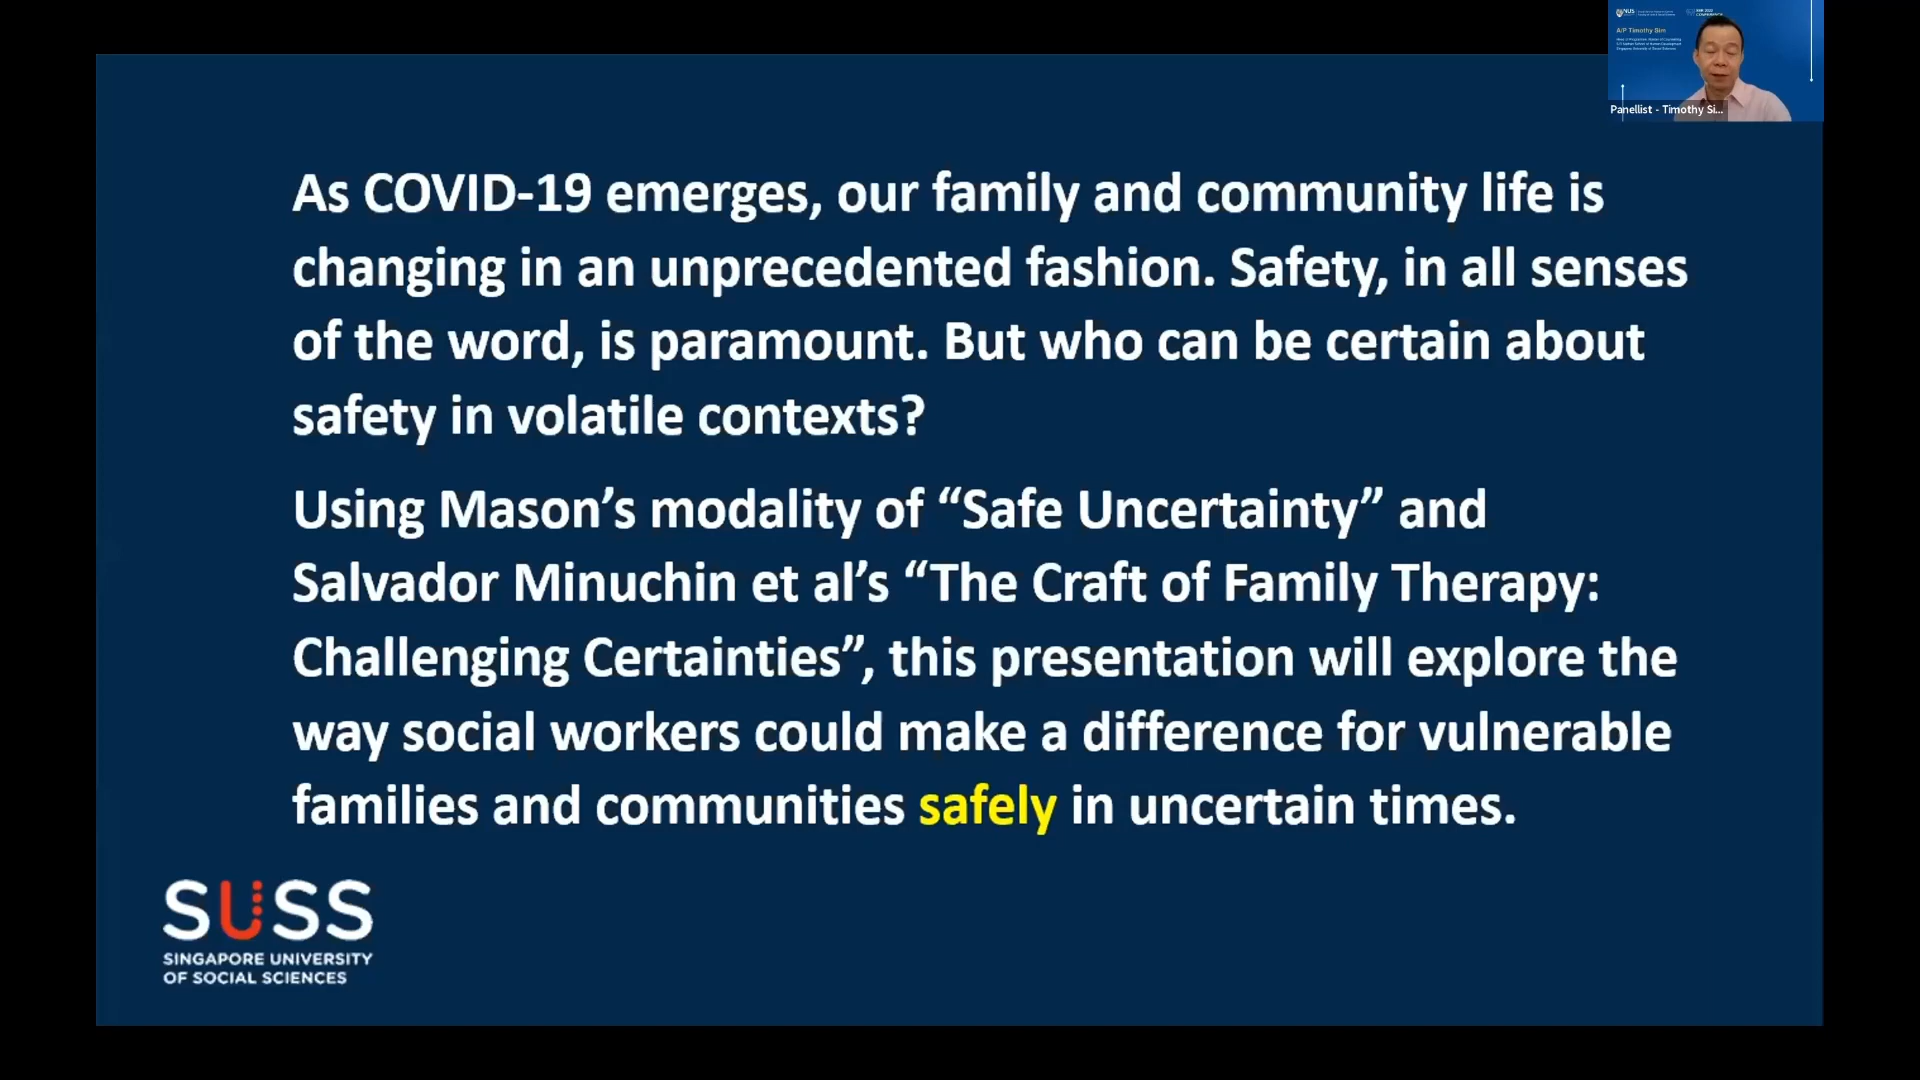 NUS
A/P Timothy Sim
Panellist - Timothy Si...
As COVID-19 emerges, our family and community life is
changing in an unprecedented fashion. Safety, in all senses
of the word, is paramount. But who can be certain about
safety in volatile contexts?
Using Mason’s modality of “Safe Uncertainty” and
Salvador Minuchin et al’s “The Craft of Family Therapy:
Challenging Certainties”, this presentation will explore the
way social workers could make a difference for vulnerable
families and communities safely in uncertain times.
SUSS
SINGAPORE UNIVERSITY
OF SOCIAL SCIENCES